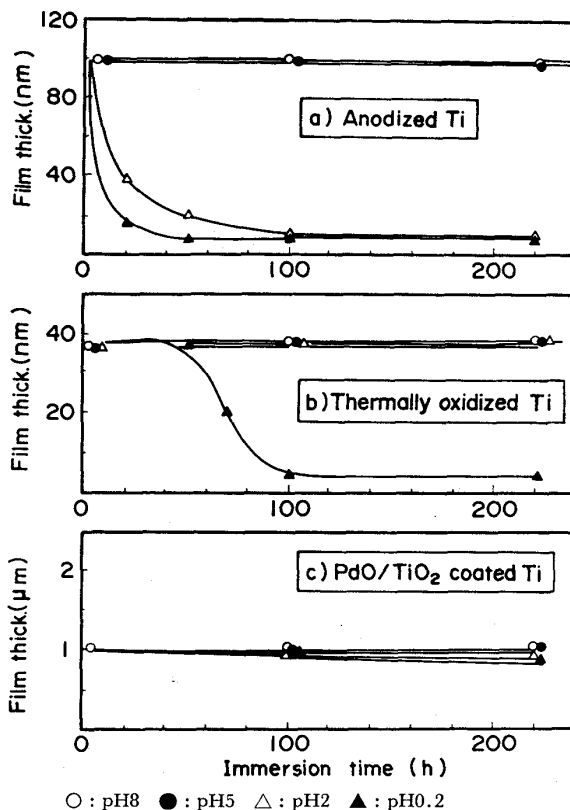 120
80
40
0
Film thick.(nm)
a) Anodized Ti
0
100
200
40
20
Film thick.(nm)
b) Thermally oxidized Ti
0
100
200
2
1
Film thick.(μm)
c) PdO/TiO2 coated Ti
0
100
200
Immersion time (h)
○ : pH8 ● : pH5 △ : pH2 ▲ : pH0.2